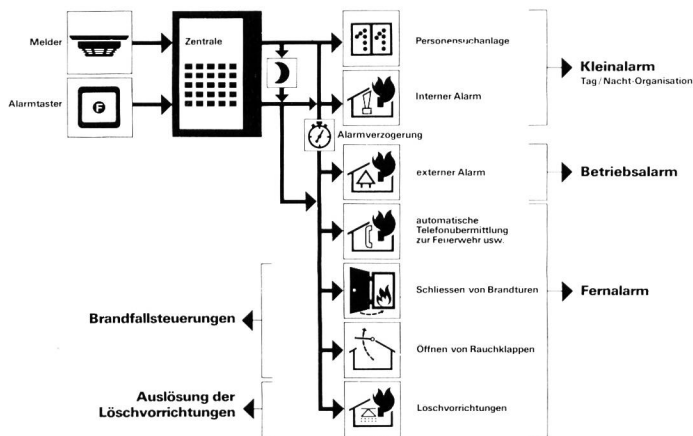 Melder
Zentrale
Personensuchanlage
Kleinalarm
Tag/Nacht-Organisation
Alarmtaster
F
Interner Alarm
Alarmverzogerung
externer Alarm
Betriebsalarm
automatische
Telefonubermittlung
zur Feuerwehr usw.
Schliessen von Brandturen
Fernalarm
Brandfallsteuerungen
Offnen von Rauchklappen
Auslösung der
Löschvorrichtungen
Loschvorrichtungen